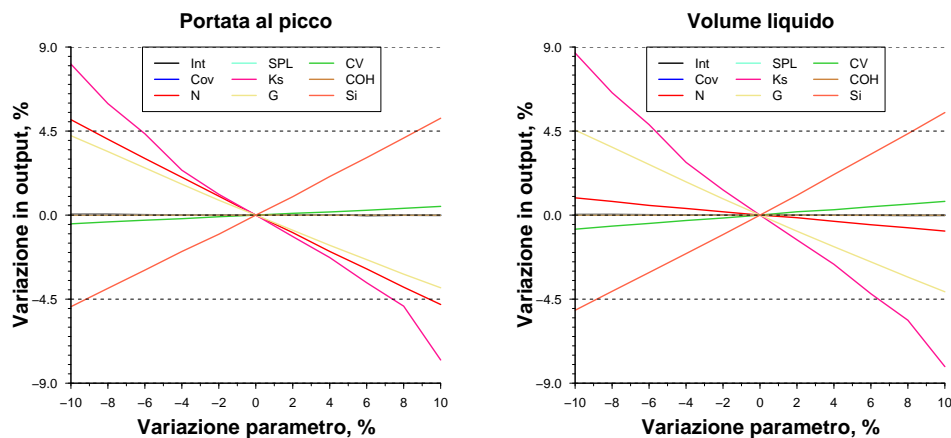 Portata al picco
Variazione in output, %
9.0
4.5
0.0
−4.5
−9.0
Int SPL CV
Cov Ks COH
N G Si
−10 −8 −6 −4 −2 0 2 4 6 8 10
Variazione parametro, %
Volume liquido
Variazione in output, %
9.0
4.5
0.0
−4.5
−9.0
Int SPL CV
Cov Ks COH
N G Si
−10 −8 −6 −4 −2 0 2 4 6 8 10
Variazione parametro, %